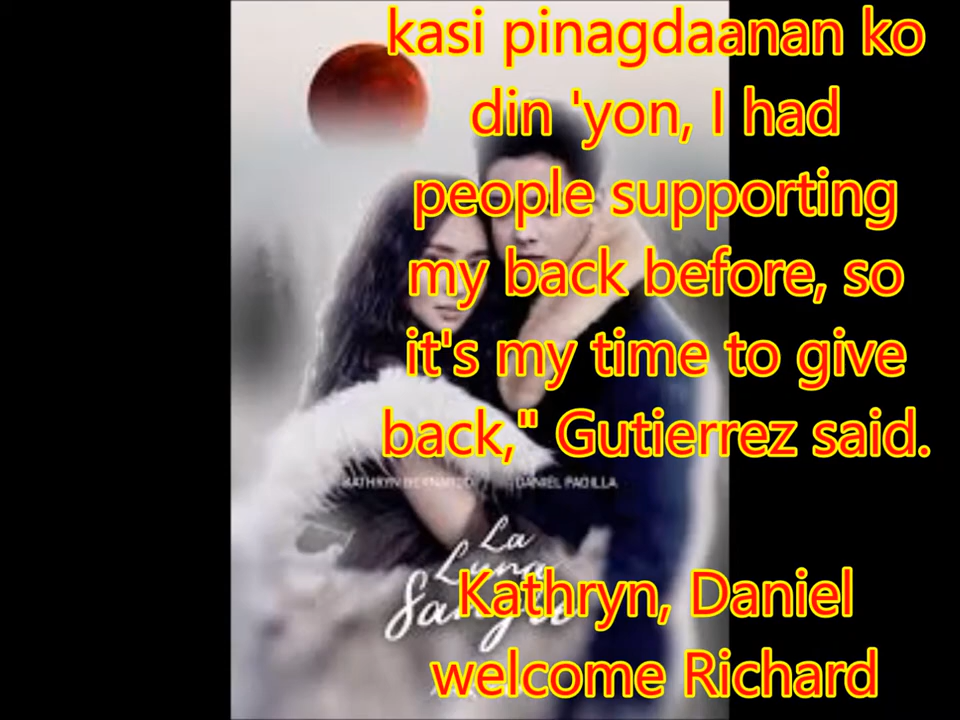 kasi pinagdaanan ko
din 'yon, I had
people supporting
my back before, so
it's my time to give
back," Gutierrez said.
KATHRYN BERNARDO DANIEL PADILLA
La
Luna
Sangre
Kathryn, Daniel
welcome Richard